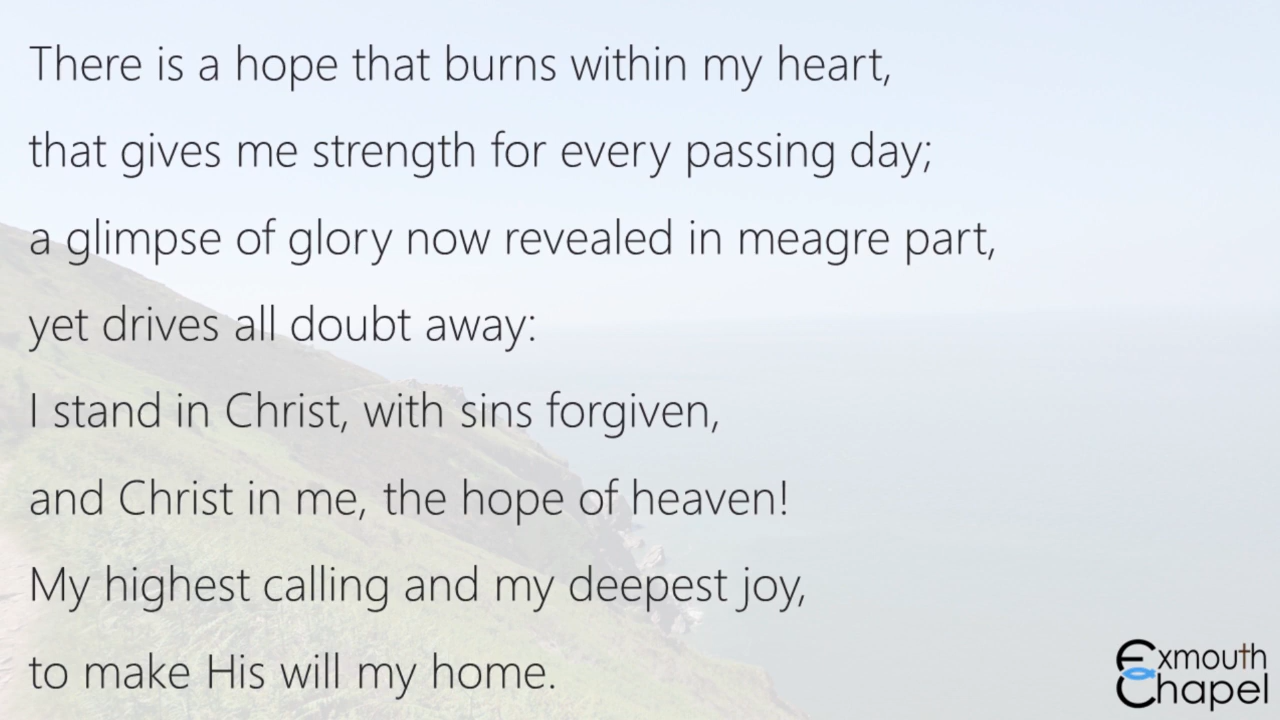 There is a hope that burns within my heart,
that gives me strength for every passing day;
a glimpse of glory now revealed in meagre part,
yet drives all doubt away:
I stand in Christ, with sins forgiven,
and Christ in me, the hope of heaven!
My highest calling and my deepest joy,
to make His will my home.
Exmouth
Chapel